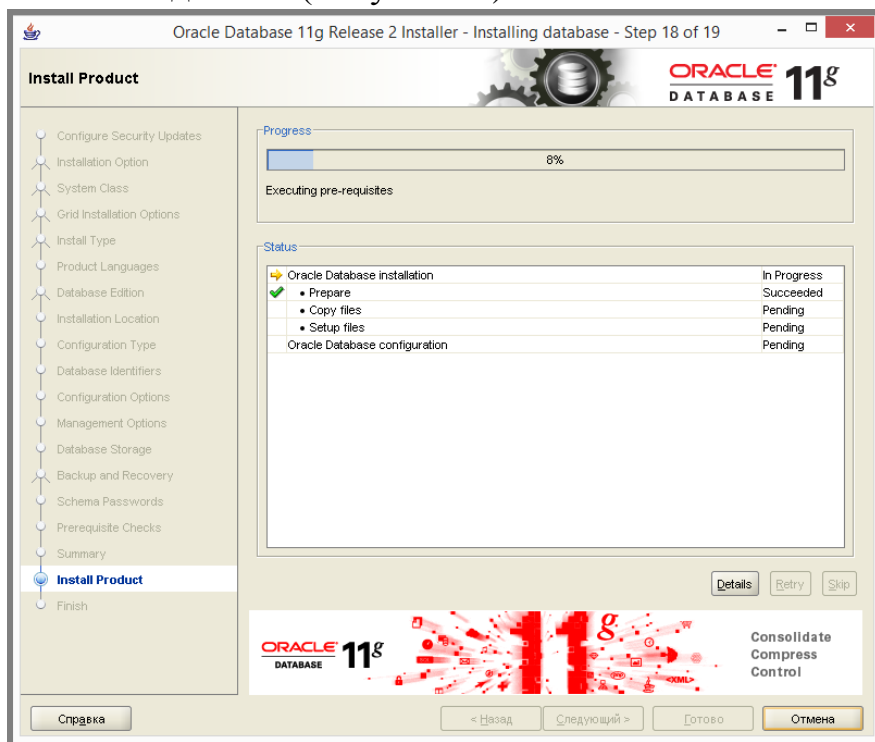 Oracle Database 11g Release 2 Installer - Installing database - Step 18 of 19
Install Product
ORACLE 11g
DATABASE
Configure Security Updates
Installation Option
System Class
Grid Installation Options
Install Type
Product Languages
Database Edition
Installation Location
Configuration Type
Database Identifiers
Configuration Options
Management Options
Database Storage
Backup and Recovery
Schema Passwords
Prerequisite Checks
Summary
Install Product
Finish
Progress
8%
Executing pre-requisites
Status
Oracle Database installation In Progress
• Prepare Succeeded
• Copy files Pending
• Setup files Pending
Oracle Database configuration Pending
Details Retry Skip
ORACLE 11g
DATABASE
11g
<XML>
Consolidate
Compress
Control
Справка < Назад Следующий > Готово Отмена